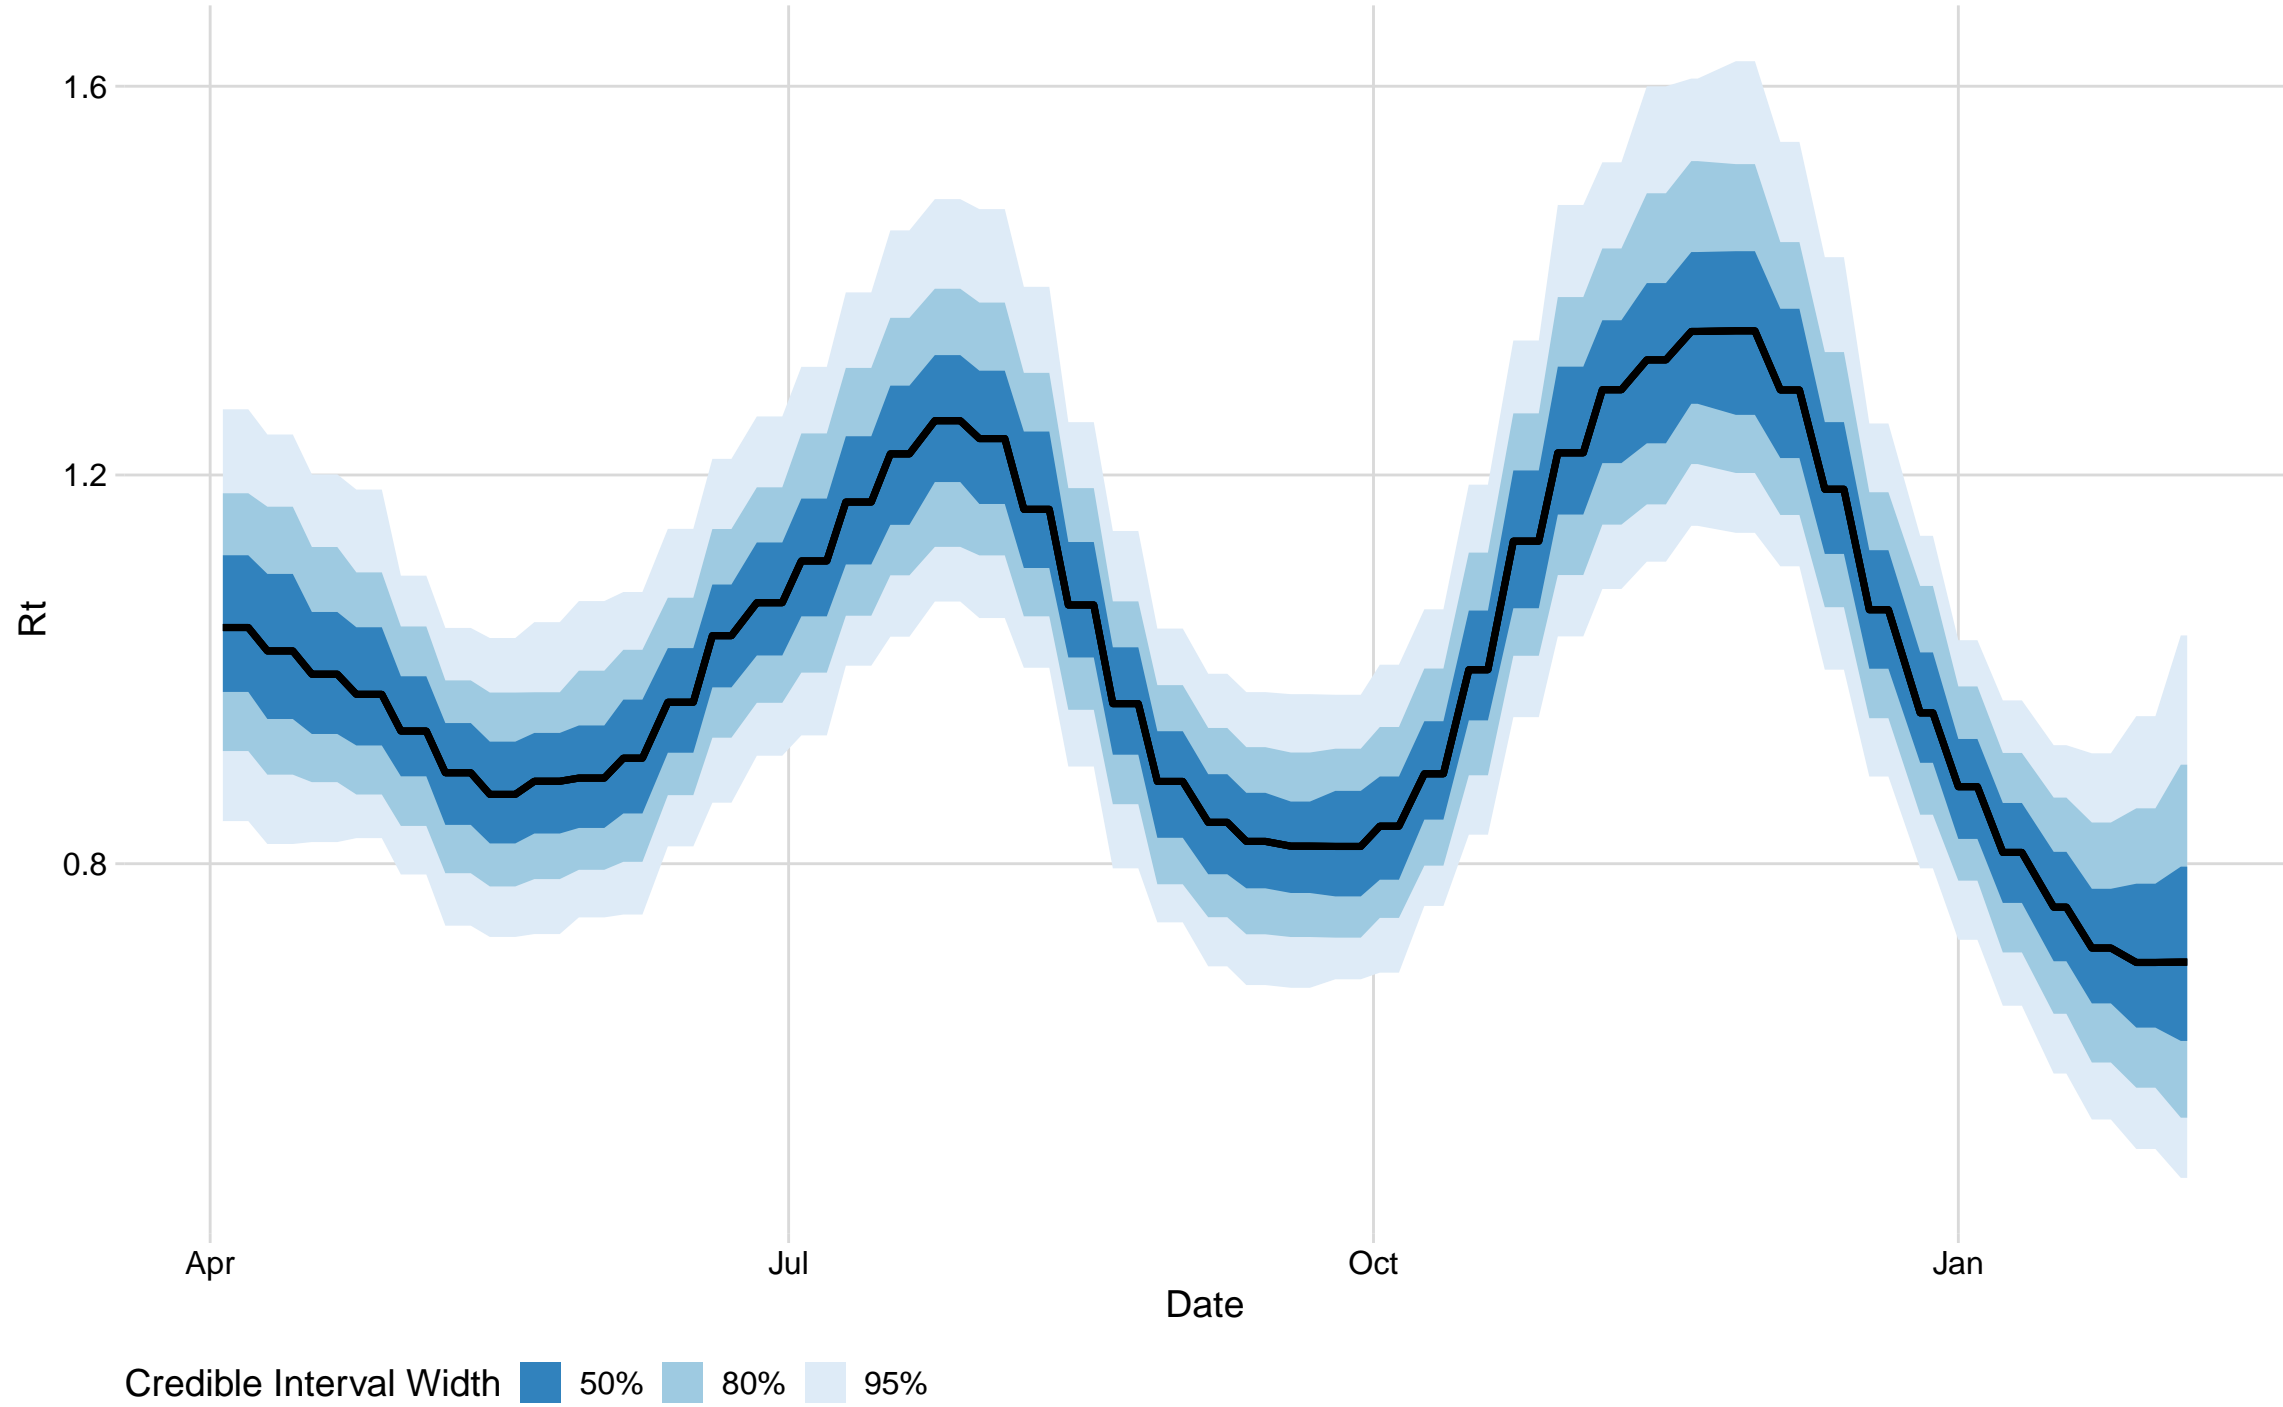 1.6
1.2
0.8
Rt
Apr Jul Oct Jan
Date
Credible Interval Width 50% 80% 95%